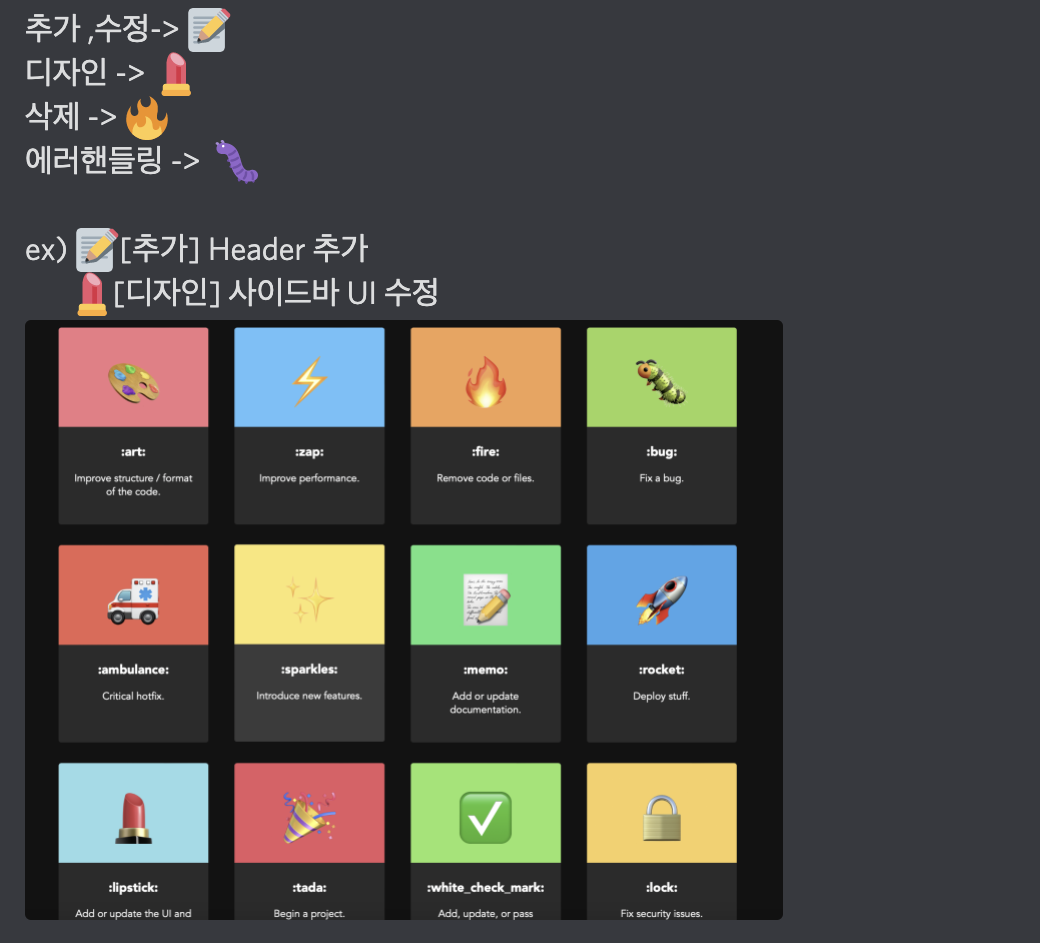 추가 ,수정-> 📝
디자인 -> 💄
삭제 -> 🔥
에러핸들링 -> 🐛
ex) 📝[추가] Header 추가
💄[디자인] 사이드바 UI 수정
:art:
Improve structure / format
of the code.
:zap:
Improve performance.
:fire:
Remove code or files.
:bug:
Fix a bug.
:ambulance:
Critical hotfix.
:sparkles:
Introduce new features.
:memo:
Add or update
documentation.
:rocket:
Deploy stuff.
:lipstick:
Add or update the UI and
:tada:
Begin a project.
:white_check_mark:
Add, update, or pass
:lock:
Fix security issues.